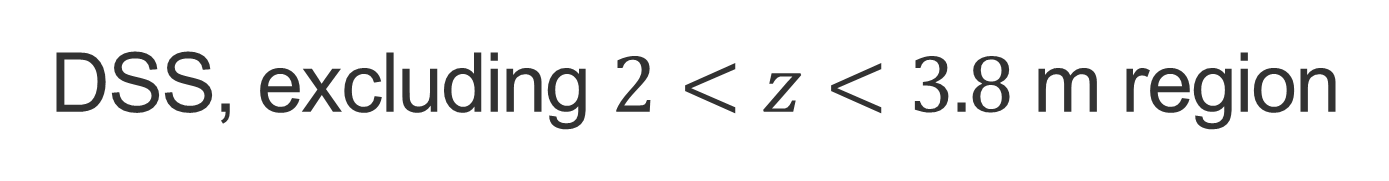 DSS, excluding 2 < z < 3.8 m region